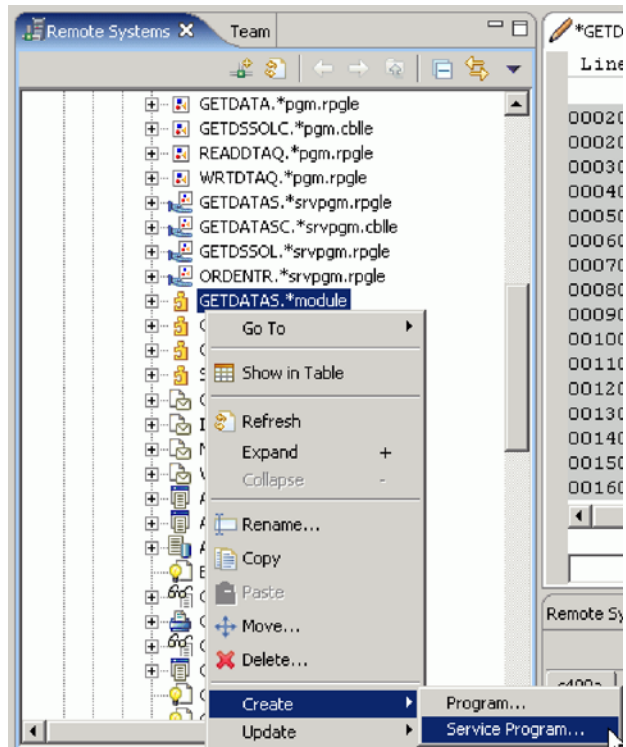 Remote Systems
Team
*GETD
Line
GETDATA.*pgm.rpgle
GETDSSOLC.*pgm.cblle
READDTAQ.*pgm.rpgle
WRTDTAQ.*pgm.rpgle
GETDATAS.*srvpgm.rpgle
GETDATASC.*srvpgm.cblle
GETDSSOL.*srvpgm.rpgle
ORDENTR.*srvpgm.rpgle
GETDATAS.*module
Go To
Show in Table
Refresh
Expand +
Collapse -
Rename...
Copy
Paste
Move...
Delete...
Create
Update
Program...
Service Program...
00020
00020
00030
00040
00050
00060
00070
00080
00090
00100
00110
00120
00130
00140
00150
00160
Remote Sy